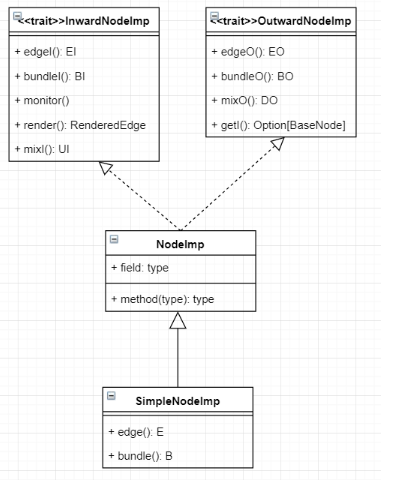 <<trait>>InwardNodeImp
+ edgeI(): EI
+ bundleI(): BI
+ monitor()
+ render(): RenderedEdge
+ mixI(): UI
<<trait>>OutwardNodeImp
+ edgeO(): EO
+ bundleO(): BO
+ mixO(): DO
+ getI(): Option[BaseNode]
NodeImp
+ field: type
+ method(type): type
SimpleNodeImp
+ edge(): E
+ bundle(): B